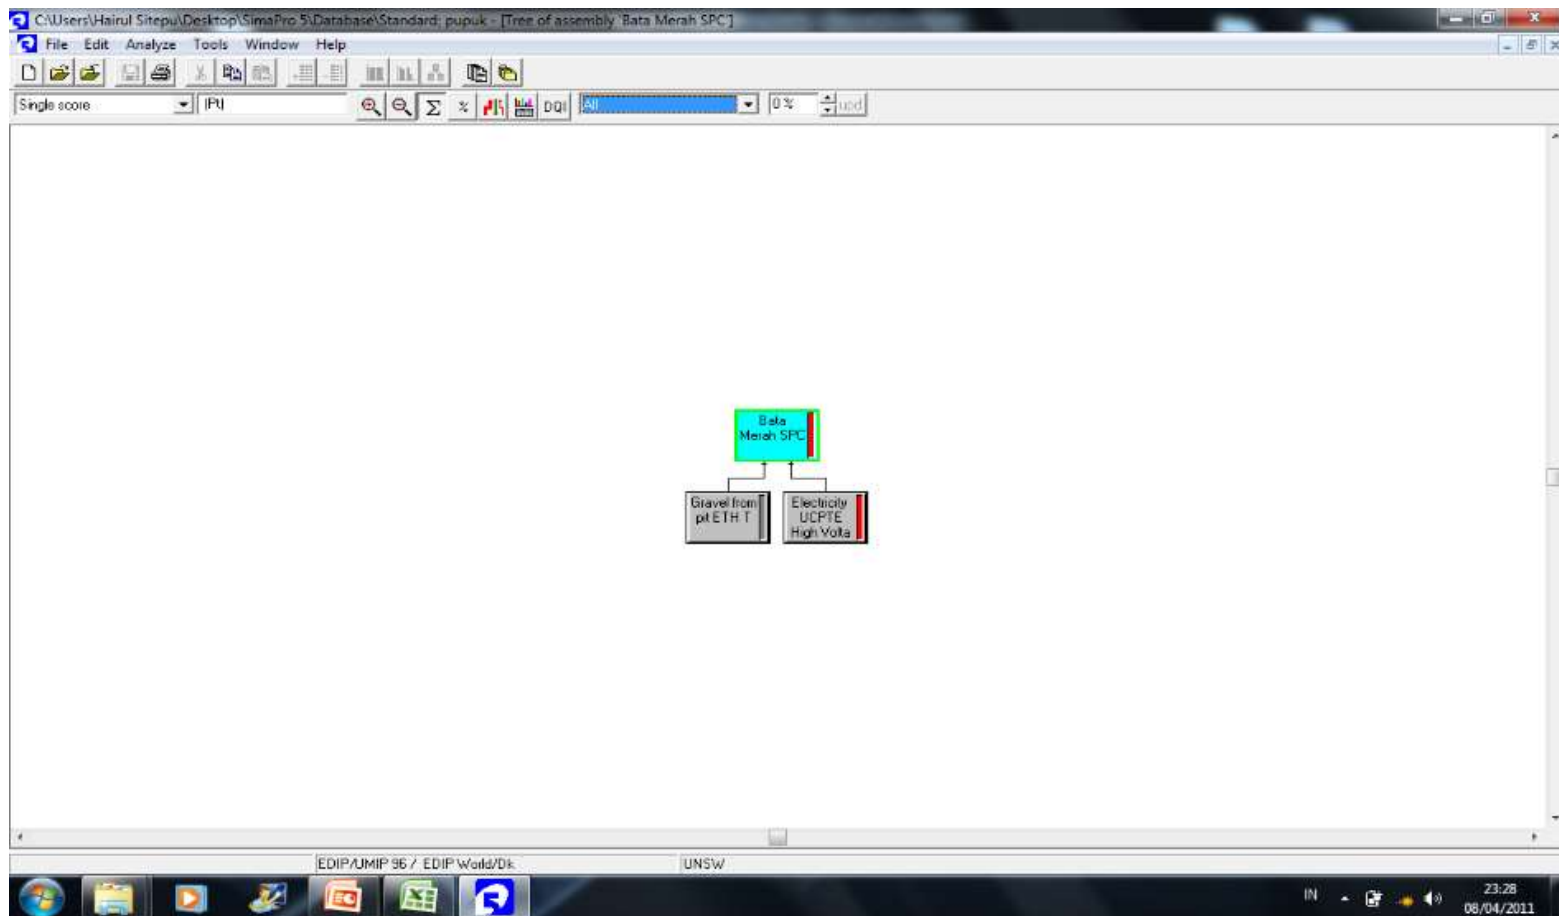 C:\Users\Hairul Sitepu\Desktop\SimaPro 5\Database\Standard; pupuk - [Tree of assembly 'Bata Merah SPC']
File Edit Analyze Tools Window Help
Single score
DQI All 0 %
Bata
Merah SPC
Gravel from
pit ETH T
Electricity
UCPTE
High Volta
EDIP/UMIP 96 / EDIP World/Dk
UNSW
IN
23:28
08/04/2011